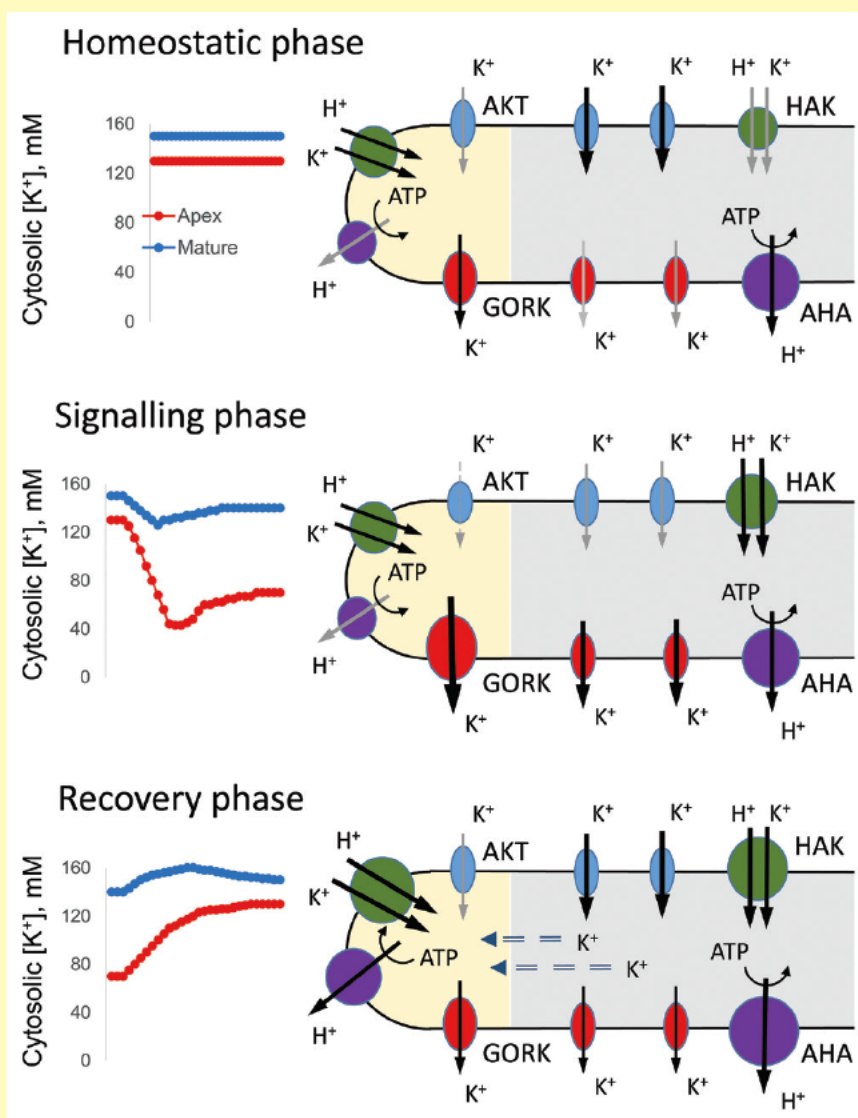 Homeostatic phase
Cytosolic [K⁺], mM
160
120
80
40
0
Apex
Mature
H⁺
K⁺
ATP
H⁺
K⁺
AKT
K⁺
K⁺
H⁺ K⁺
HAK
GORK
K⁺
K⁺
K⁺
ATP
AHA
H⁺
Signalling phase
Cytosolic [K⁺], mM
160
120
80
40
0
H⁺
K⁺
ATP
H⁺
K⁺
AKT
K⁺
K⁺
H⁺ K⁺
HAK
GORK
K⁺
K⁺
K⁺
ATP
AHA
H⁺
Recovery phase
Cytosolic [K⁺], mM
160
120
80
40
0
H⁺
K⁺
ATP
H⁺
K⁺
AKT
K⁺
K⁺
H⁺ K⁺
HAK
K⁺
K⁺
GORK
K⁺
K⁺
K⁺
ATP
AHA
H⁺